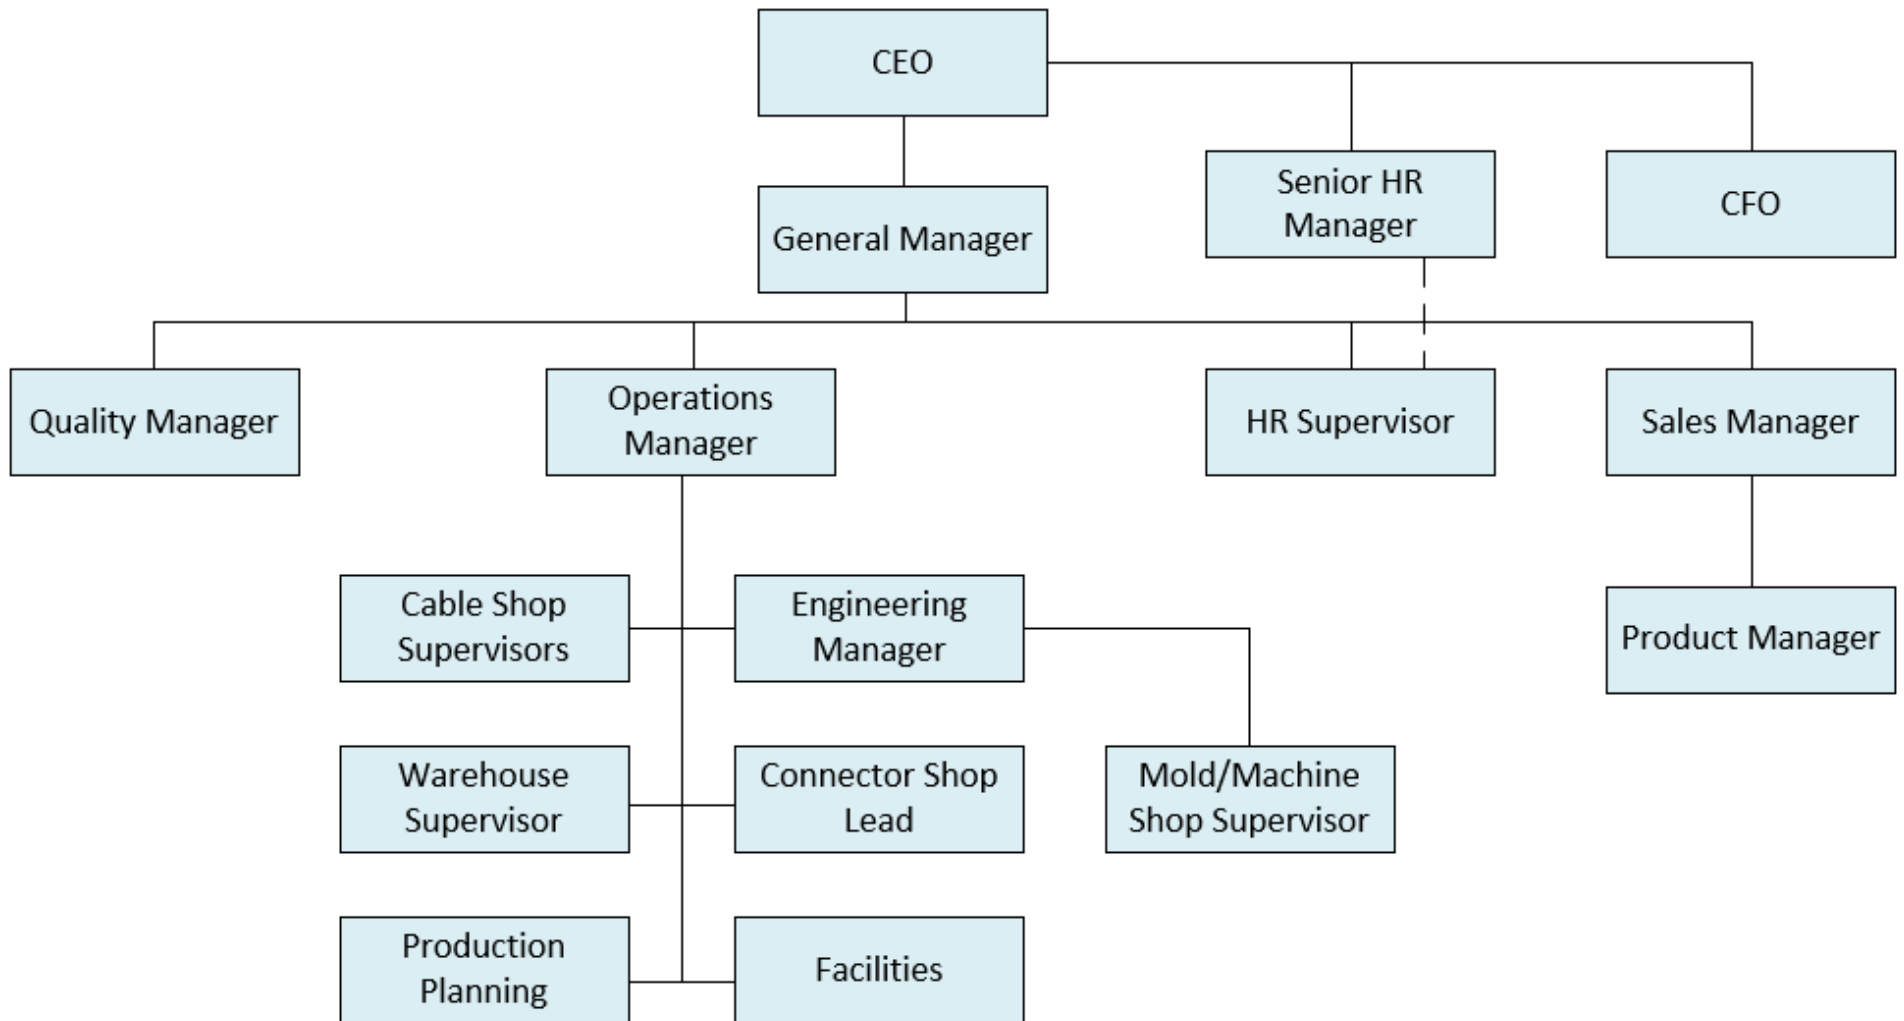 CEO
Senior HR
Manager
CFO
General Manager
Quality Manager
Operations
Manager
HR Supervisor
Sales Manager
Cable Shop
Supervisors
Engineering
Manager
Product Manager
Warehouse
Supervisor
Connector Shop
Lead
Mold/Machine
Shop Supervisor
Production
Planning
Facilities